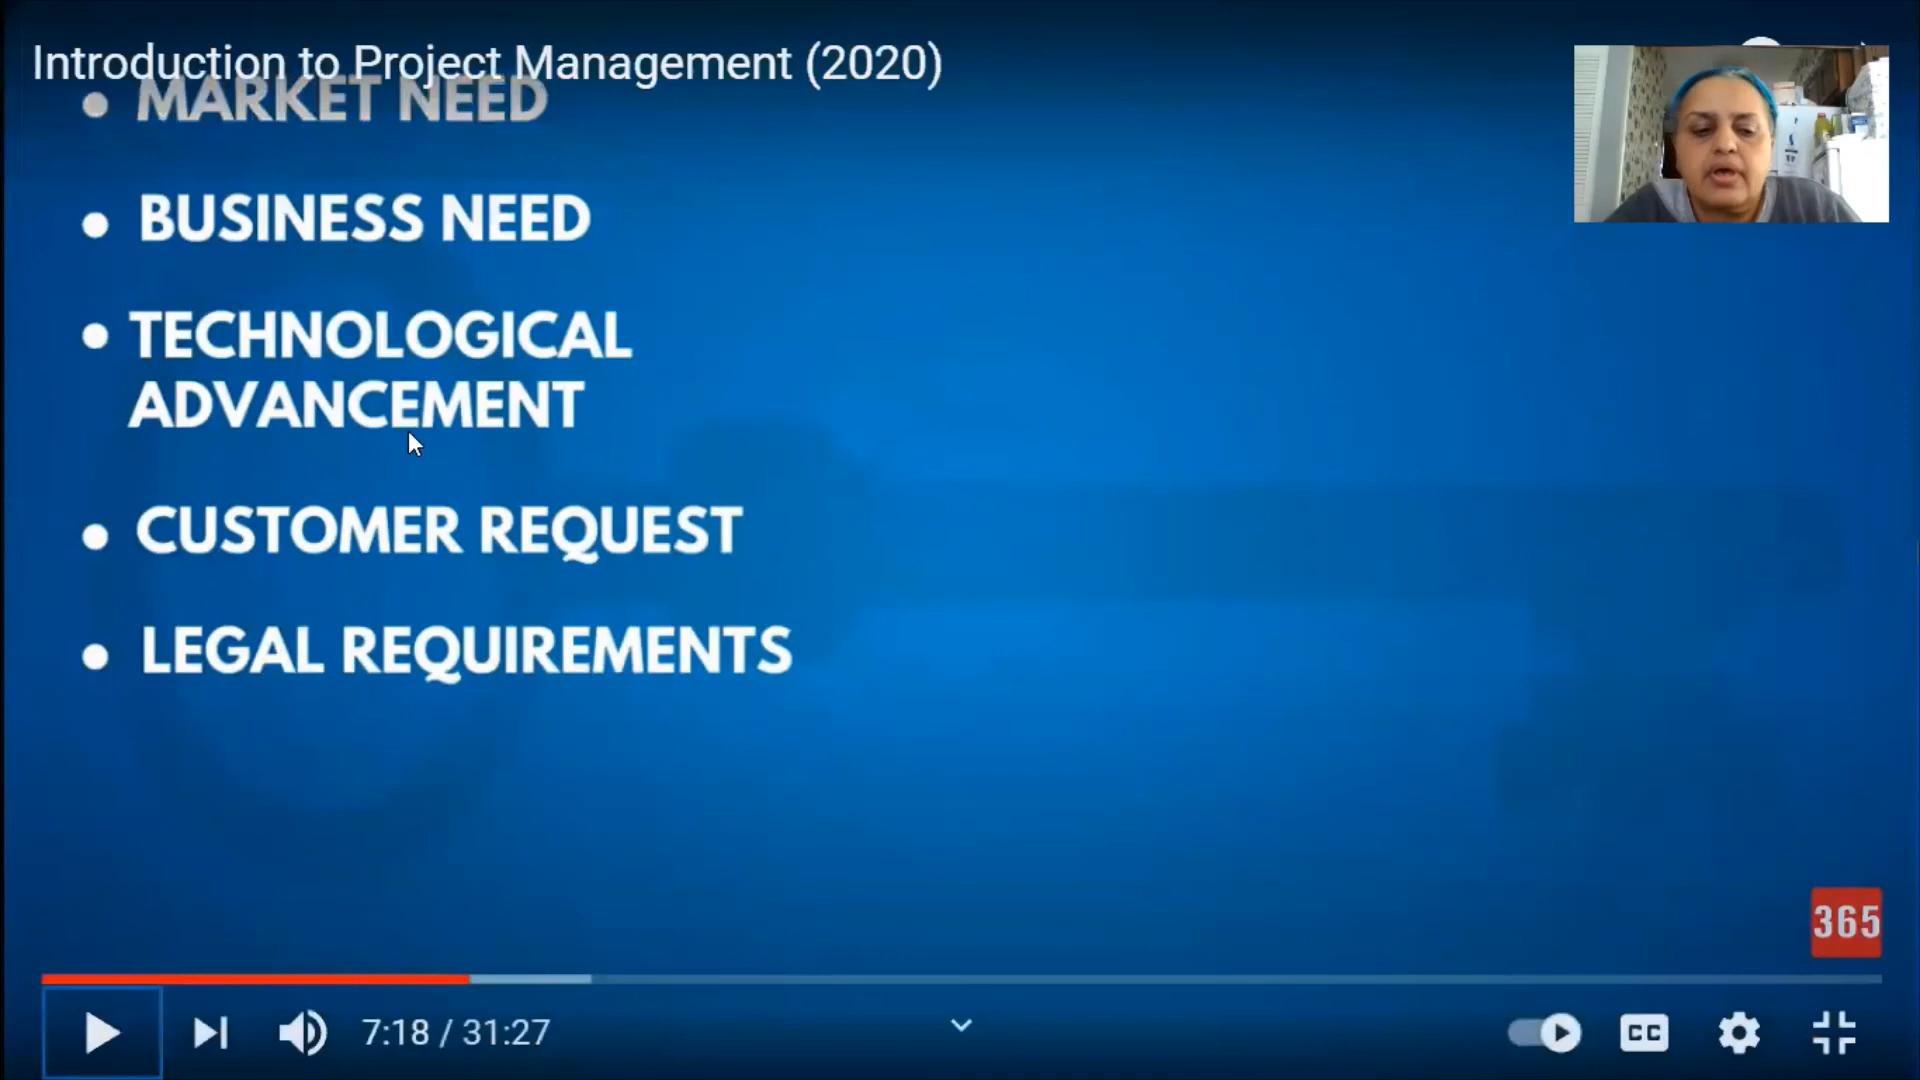 Introduction to Project Management (2020)
• MARKET NEED
• BUSINESS NEED
• TECHNOLOGICAL
ADVANCEMENT
• CUSTOMER REQUEST
• LEGAL REQUIREMENTS
365
7:18 / 31:27
CC